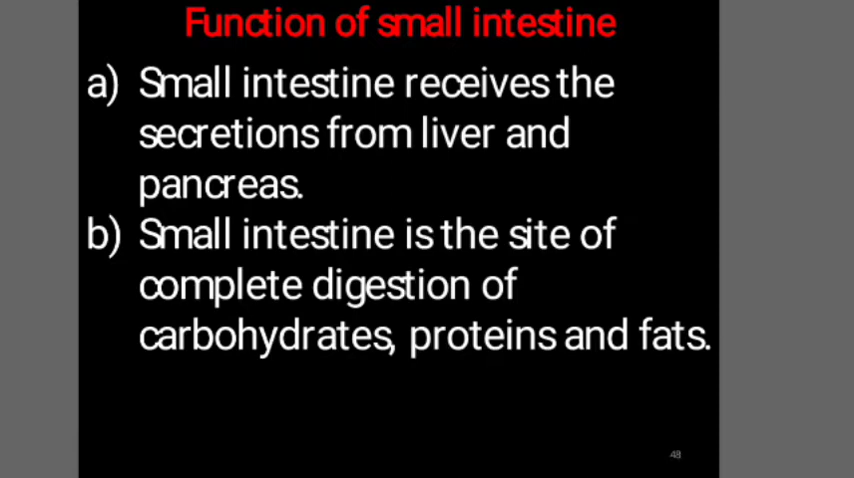 Function of small intestine
a) Small intestine receives the
secretions from liver and
pancreas.
b) Small intestine is the site of
complete digestion of
carbohydrates, proteins and fats.
48